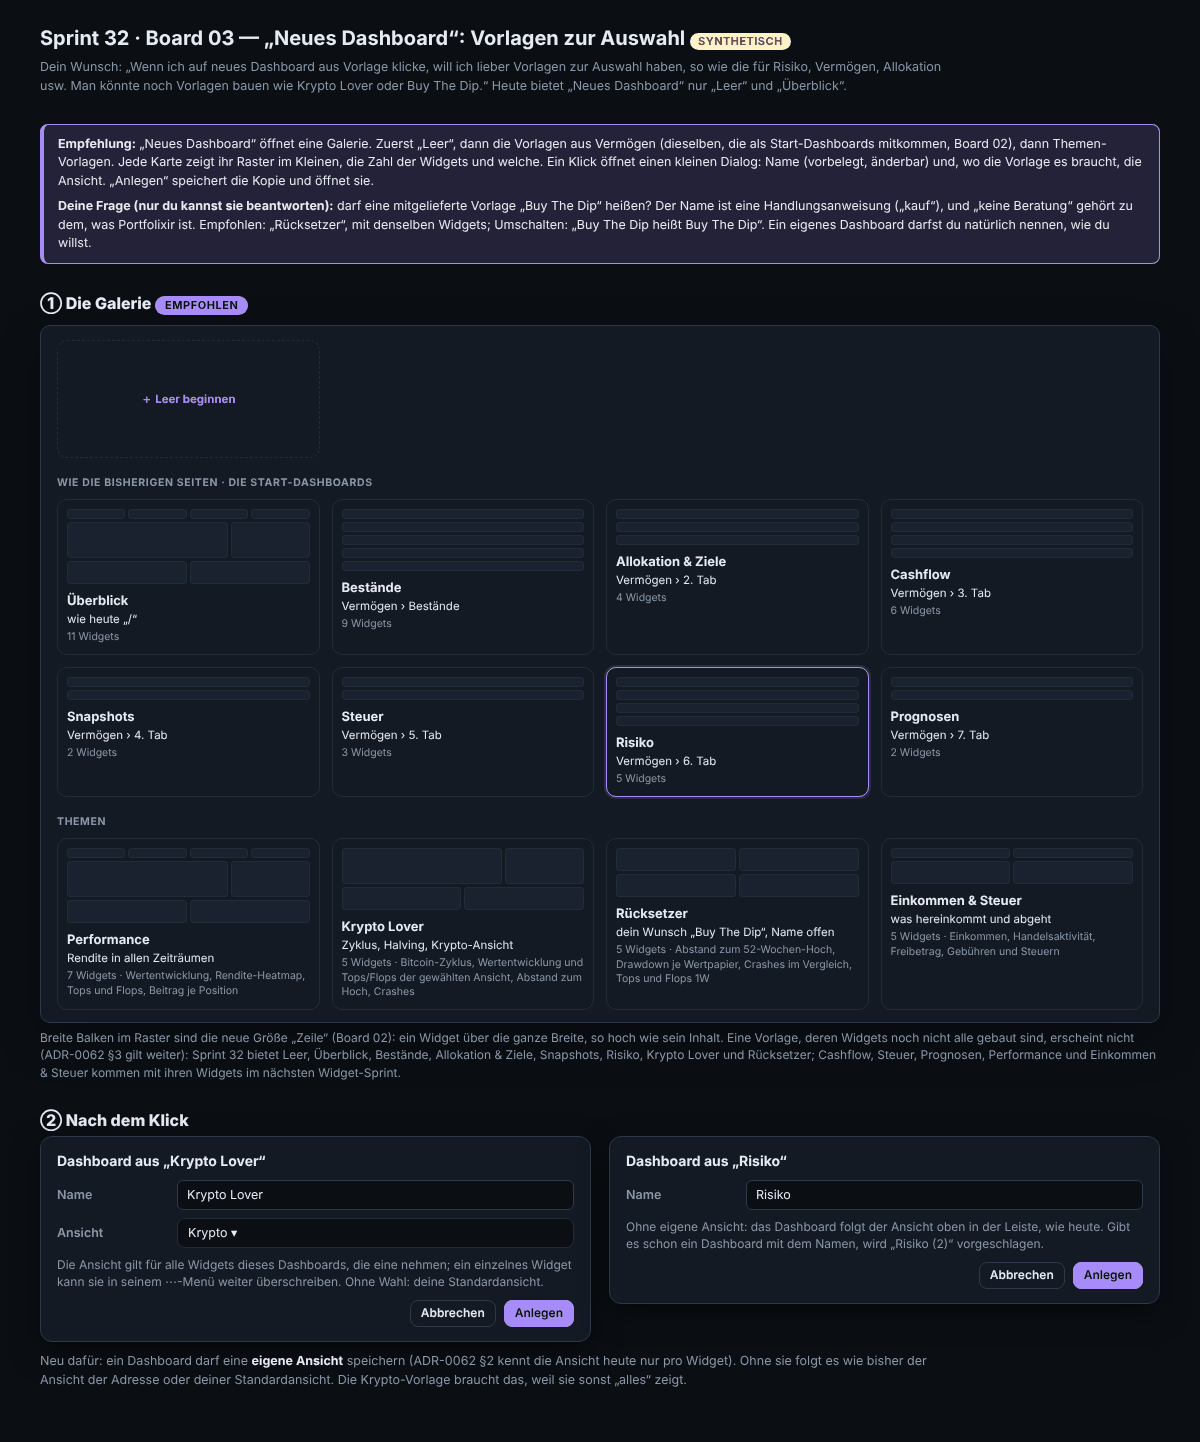 Sprint 32 · Board 03 — „Neues Dashboard“: Vorlagen zur Auswahl SYNTHETISCH
Dein Wunsch: „Wenn ich auf neues Dashboard aus Vorlage klicke, will ich lieber Vorlagen zur Auswahl haben, so wie die für Risiko, Vermögen, Allokation
usw. Man könnte noch Vorlagen bauen wie Krypto Lover oder Buy The Dip.“ Heute bietet „Neues Dashboard“ nur „Leer“ und „Überblick“.
Empfehlung: „Neues Dashboard“ öffnet eine Galerie. Zuerst „Leer“, dann die Vorlagen aus Vermögen (dieselben, die als Start-Dashboards mitkommen, Board 02), dann Themen-
Vorlagen. Jede Karte zeigt ihr Raster im Kleinen, die Zahl der Widgets und welche. Ein Klick öffnet einen kleinen Dialog: Name (vorbelegt, änderbar) und, wo die Vorlage es braucht, die
Ansicht. „Anlegen“ speichert die Kopie und öffnet sie.
Deine Frage (nur du kannst sie beantworten): darf eine mitgelieferte Vorlage „Buy The Dip“ heißen? Der Name ist eine Handlungsanweisung („kauf“), und „keine Beratung“ gehört zu
dem, was Portfolixir ist. Empfohlen: „Rücksetzer“, mit denselben Widgets; Umschalten: „Buy The Dip heißt Buy The Dip“. Ein eigenes Dashboard darfst du natürlich nennen, wie du
willst.
① Die Galerie EMPFOHLEN
+ Leer beginnen
WIE DIE BISHERIGEN SEITEN · DIE START-DASHBOARDS
Überblick
wie heute „/“
11 Widgets
Bestände
Vermögen › Bestände
9 Widgets
Allokation & Ziele
Vermögen › 2. Tab
4 Widgets
Cashflow
Vermögen › 3. Tab
6 Widgets
Snapshots
Vermögen › 4. Tab
2 Widgets
Steuer
Vermögen › 5. Tab
3 Widgets
Risiko
Vermögen › 6. Tab
5 Widgets
Prognosen
Vermögen › 7. Tab
2 Widgets
THEMEN
Performance
Rendite in allen Zeiträumen
7 Widgets · Wertentwicklung, Rendite-Heatmap,
Tops und Flops, Beitrag je Position
Krypto Lover
Zyklus, Halving, Krypto-Ansicht
5 Widgets · Bitcoin-Zyklus, Wertentwicklung und
Tops/Flops der gewählten Ansicht, Abstand zum
Hoch, Crashes
Rücksetzer
dein Wunsch „Buy The Dip“, Name offen
5 Widgets · Abstand zum 52-Wochen-Hoch,
Drawdown je Wertpapier, Crashes im Vergleich,
Tops und Flops 1W
Einkommen & Steuer
was hereinkommt und abgeht
5 Widgets · Einkommen, Handelsaktivität,
Freibetrag, Gebühren und Steuern
Breite Balken im Raster sind die neue Größe „Zeile“ (Board 02): ein Widget über die ganze Breite, so hoch wie sein Inhalt. Eine Vorlage, deren Widgets noch nicht alle gebaut sind, erscheint nicht
(ADR-0062 §3 gilt weiter): Sprint 32 bietet Leer, Überblick, Bestände, Allokation & Ziele, Snapshots, Risiko, Krypto Lover und Rücksetzer; Cashflow, Steuer, Prognosen, Performance und Einkommen
& Steuer kommen mit ihren Widgets im nächsten Widget-Sprint.
② Nach dem Klick
Dashboard aus „Krypto Lover“
Name Krypto Lover
Ansicht Krypto ▾
Die Ansicht gilt für alle Widgets dieses Dashboards, die eine nehmen; ein einzelnes Widget
kann sie in seinem ⋯-Menü weiter überschreiben. Ohne Wahl: deine Standardansicht.
Abbrechen Anlegen
Dashboard aus „Risiko“
Name Risiko
Ohne eigene Ansicht: das Dashboard folgt der Ansicht oben in der Leiste, wie heute. Gibt
es schon ein Dashboard mit dem Namen, wird „Risiko (2)“ vorgeschlagen.
Abbrechen Anlegen
Neu dafür: ein Dashboard darf eine eigene Ansicht speichern (ADR-0062 §2 kennt die Ansicht heute nur pro Widget). Ohne sie folgt es wie bisher der
Ansicht der Adresse oder deiner Standardansicht. Die Krypto-Vorlage braucht das, weil sie sonst „alles“ zeigt.